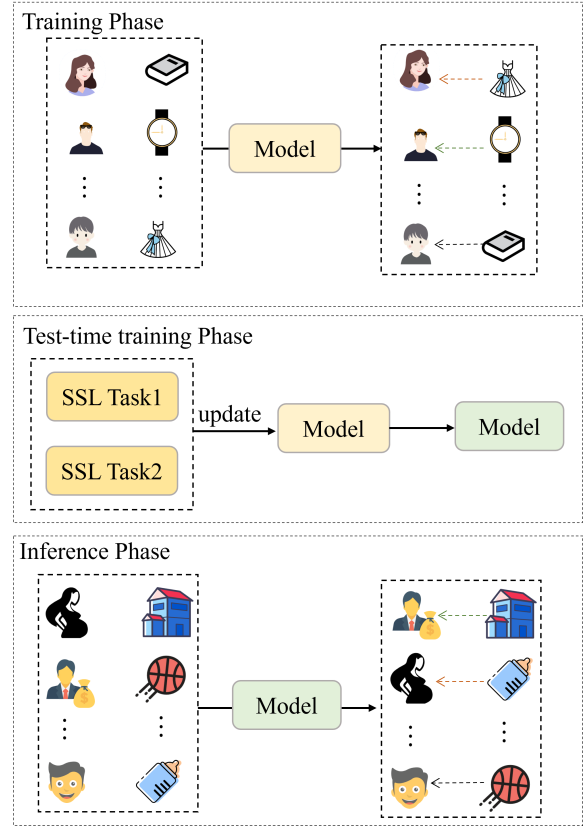 Training Phase
Model
Test-time training Phase
SSL Task1
update
Model
Model
SSL Task2
Inference Phase
Model
$
$